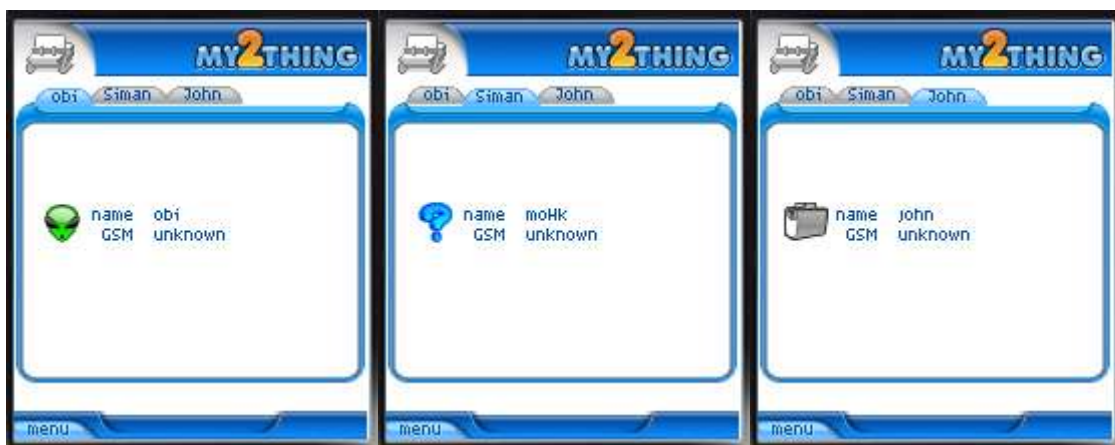 MY2THING
obi Siman John
name obi
GSM unknown
menu
MY2THING
obi Siman John
name moHk
GSM unknown
menu
MY2THING
obi Siman John
name john
GSM unknown
menu